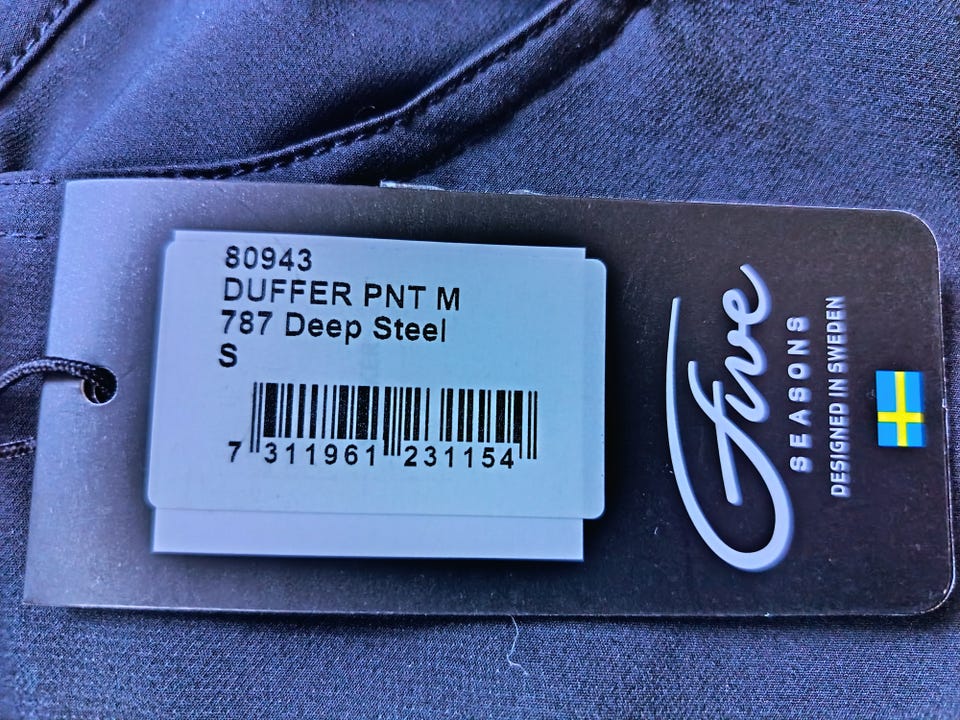 80943
DUFFER PNT M
787 Deep Steel
S
7 311961 231154
Five
SEASONS
DESIGNED IN SWEDEN